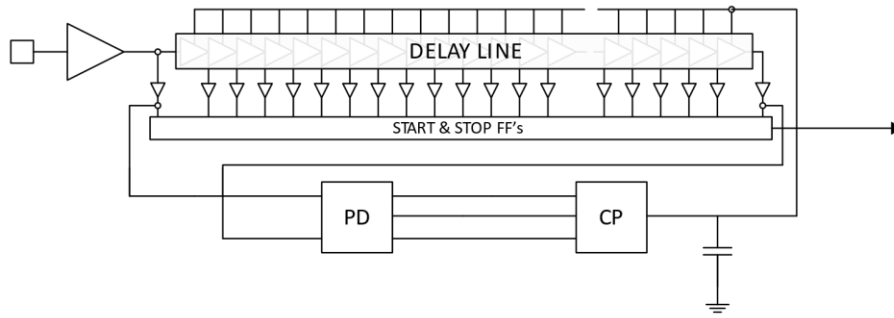 DELAY LINE
START & STOP FF's
PD
CP